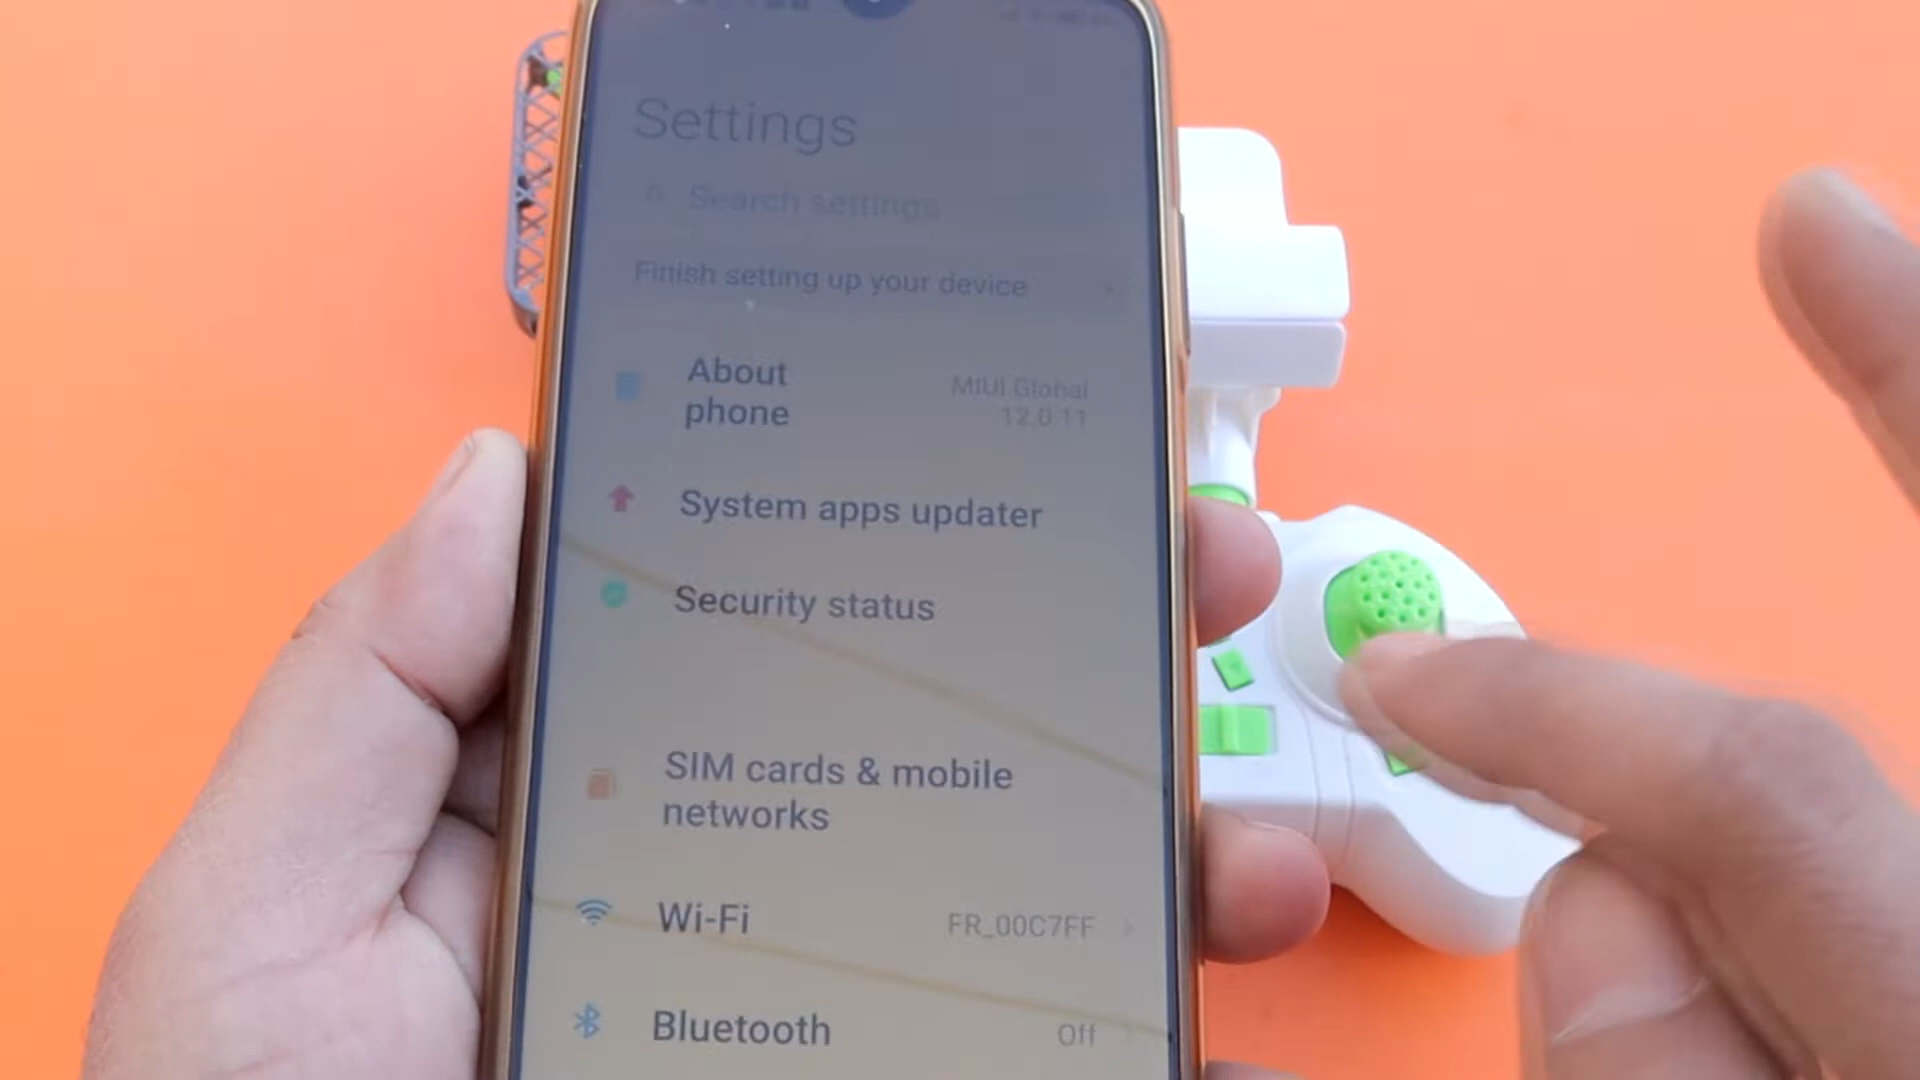 Settings
Search settings
Finish setting up your device
About
phone
MIUI Global
12.0.11
System apps updater
Security status
SIM cards & mobile
networks
Wi-Fi
FR_00C7FF
Bluetooth
Off